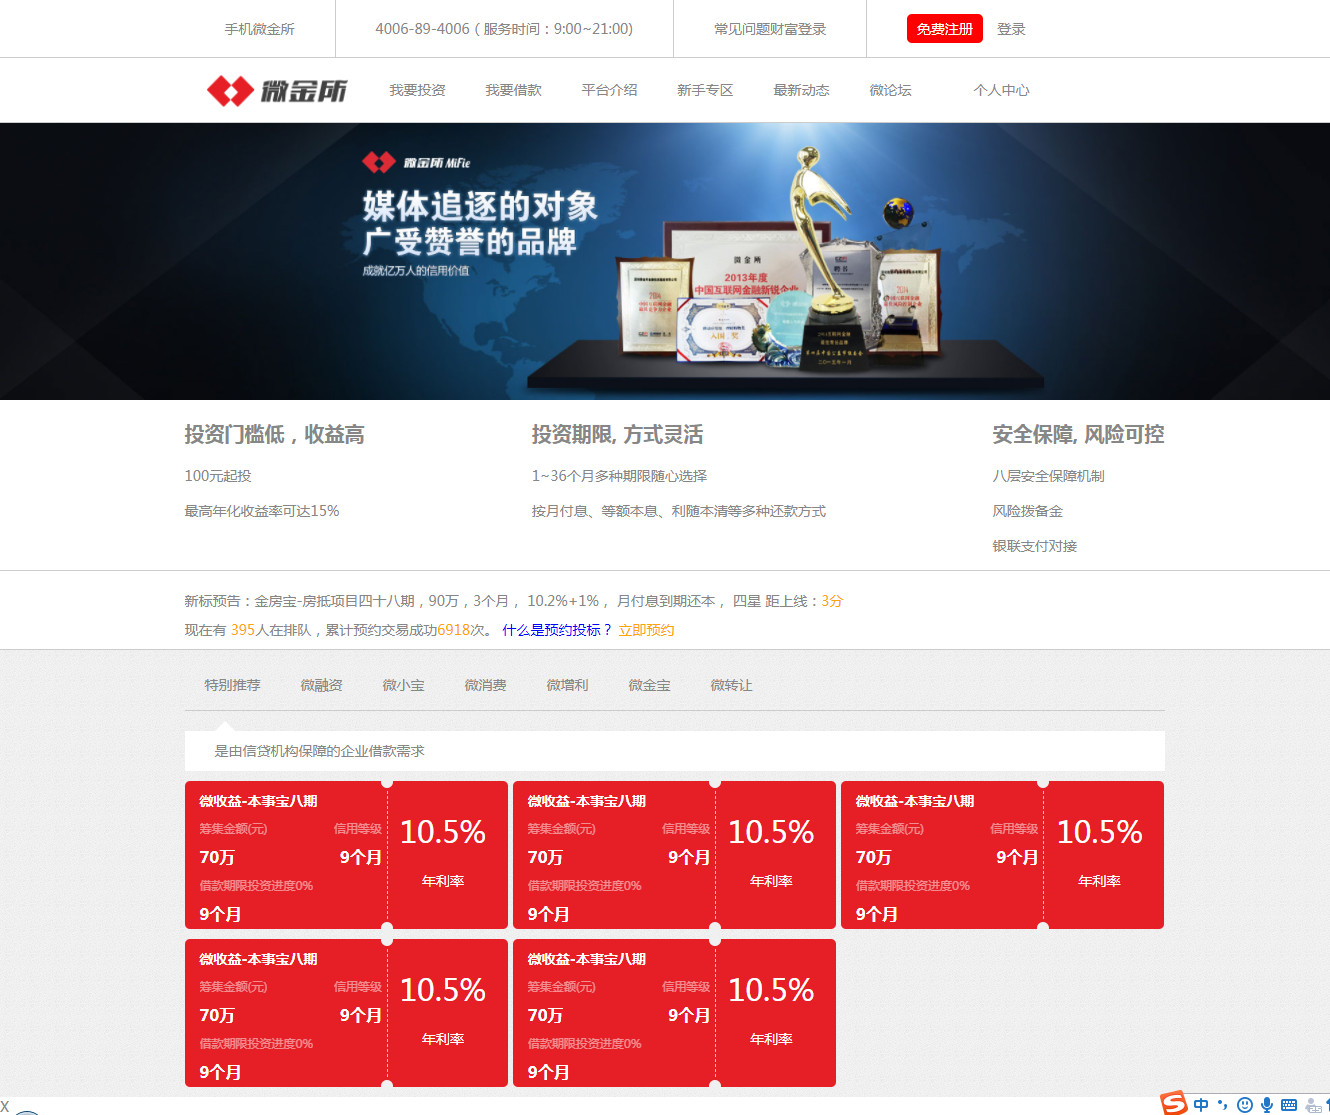 手机微金所
4006-89-4006 ( 服务时间：9:00~21:00)
常见问题财富登录
免费注册
登录
微金所
我要投资
我要借款
平台介绍
新手专区
最新动态
微论坛
个人中心
微金所 MiFie
媒体追逐的对象
广受赞誉的品牌
成就亿万人的信用价值
微金所
2013年度
中国互联网金融新锐企业
投资门槛低，收益高
100元起投
最高年化收益率可达15%
投资期限, 方式灵活
1~36个月多种期限随心选择
按月付息、等额本息、利随本清等多种还款方式
安全保障, 风险可控
八层安全保障机制
风险拨备金
银联支付对接
新标预告：金房宝-房抵项目四十八期，90万，3个月， 10.2%+1%， 月付息到期还本， 四星 距上线：3分
现在有 395人在排队，累计预约交易成功6918次。 什么是预约投标？ 立即预约
特别推荐
微融资
微小宝
微消费
微增利
微金宝
微转让
是由信贷机构保障的企业借款需求
微收益-本事宝八期
筹集金额(元)
信用等级
70万
9个月
借款期限投资进度0%
9个月
10.5%
年利率
微收益-本事宝八期
筹集金额(元)
信用等级
70万
9个月
借款期限投资进度0%
9个月
10.5%
年利率
微收益-本事宝八期
筹集金额(元)
信用等级
70万
9个月
借款期限投资进度0%
9个月
10.5%
年利率
微收益-本事宝八期
筹集金额(元)
信用等级
70万
9个月
借款期限投资进度0%
9个月
10.5%
年利率
微收益-本事宝八期
筹集金额(元)
信用等级
70万
9个月
借款期限投资进度0%
9个月
10.5%
年利率
X
中